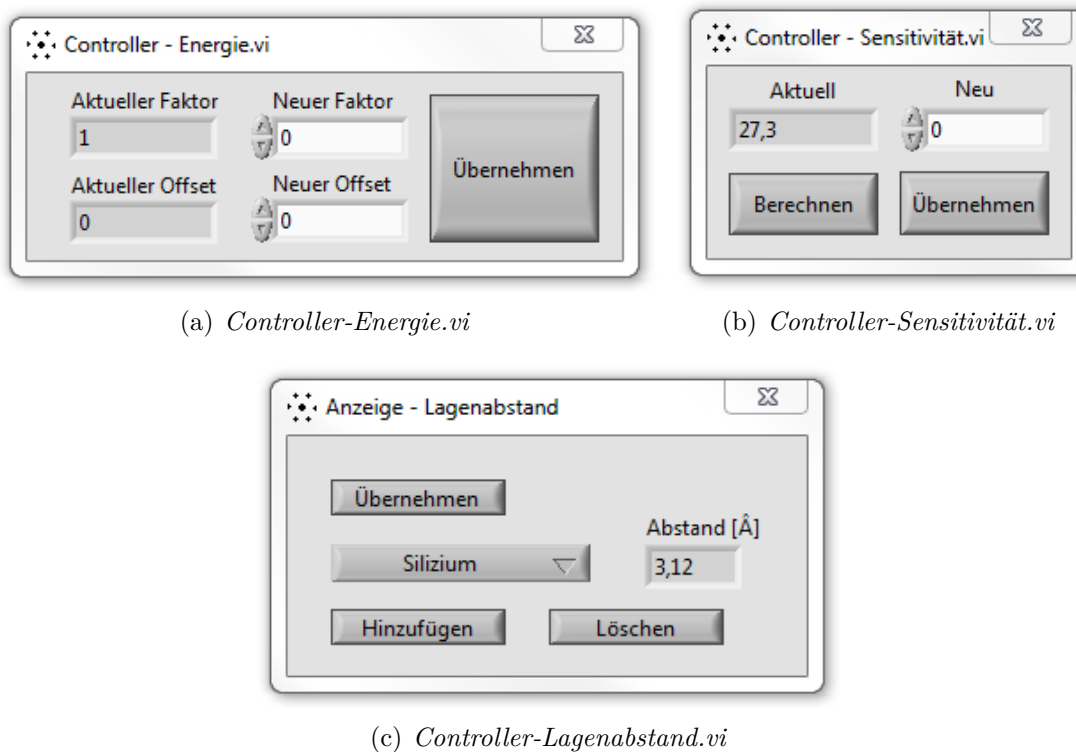 Controller - Energie.vi
Aktueller Faktor Neuer Faktor
1 0
Übernehmen
Aktueller Offset Neuer Offset
0 0
(a) Controller-Energie.vi
Controller - Sensitivität.vi
Aktuell Neu
27,3 0
Berechnen Übernehmen
(b) Controller-Sensitivität.vi
Anzeige - Lagenabstand
Übernehmen
Abstand [Â]
Silizium 3,12
Hinzufügen Löschen
(c) Controller-Lagenabstand.vi